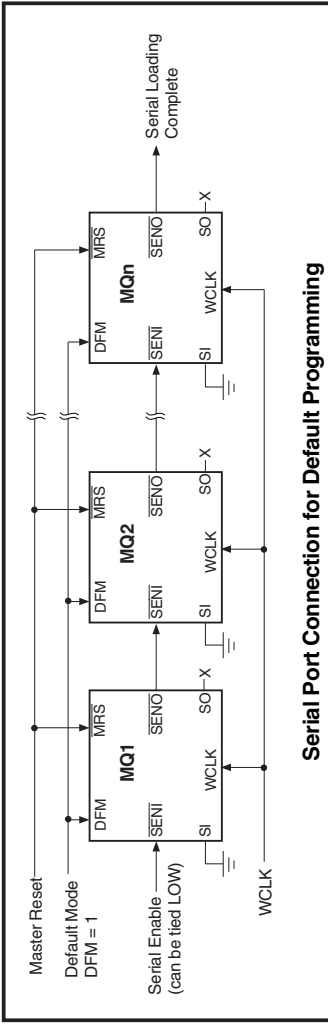 Master Reset
Default Mode
DFM = 1
DFM MRS
MQ1
Serial Enable
(can be tied LOW)
SENI SENO
SI WCLK SO X
DFM MRS
MQ2
SENI SENO
SI WCLK SO X
DFM MRS
MQn
SENI SENO
SI WCLK SO X
Serial Loading
Complete
WCLK
Serial Port Connection for Default Programming